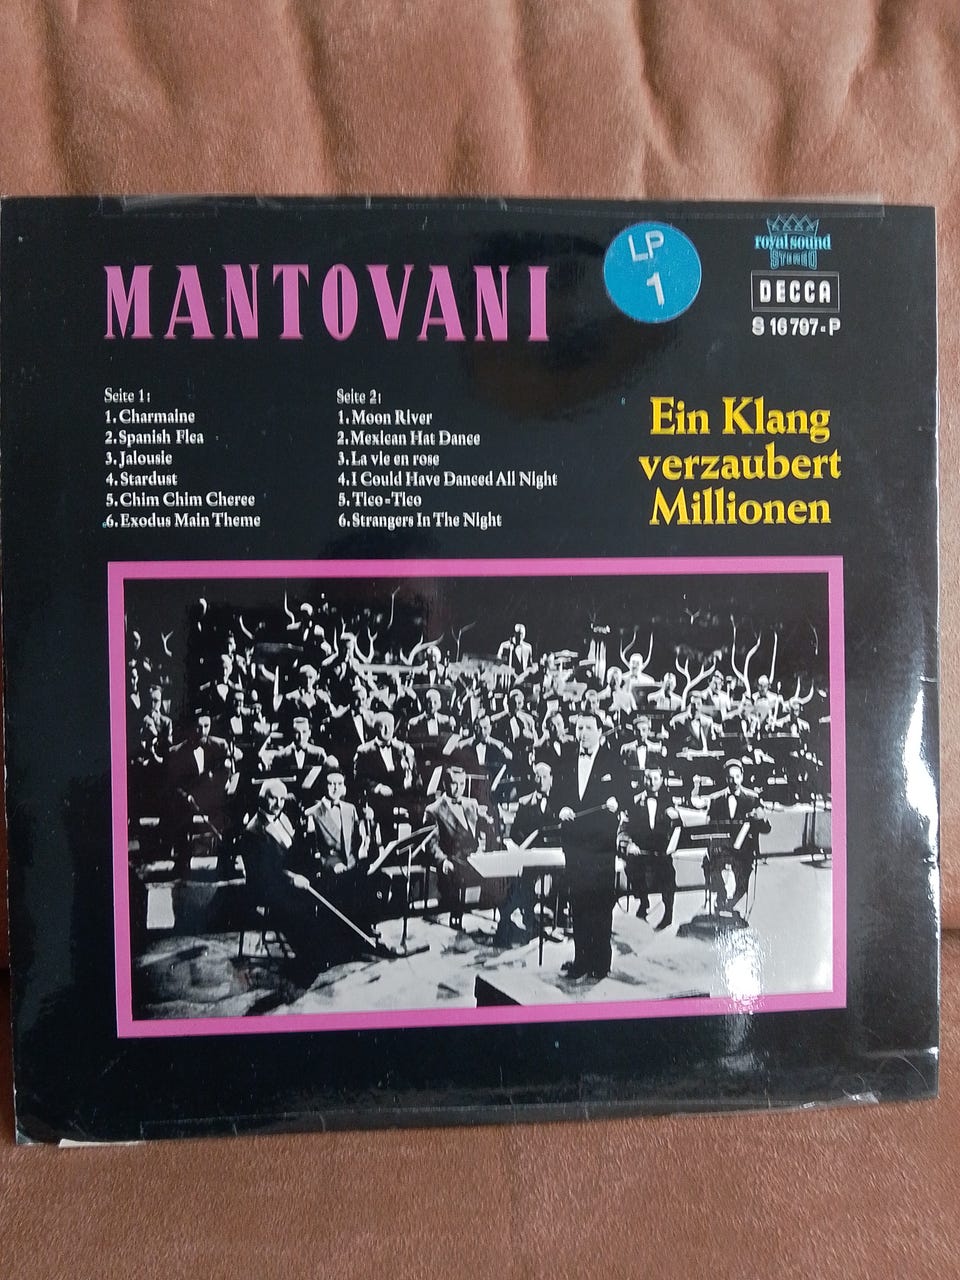 MANTOVANI
LP
1
royal sound
STEREO
DECCA
S 16 797-P
Seite 1:
1. Charmaine
2. Spanish Flea
3. Jalousie
4. Stardust
5. Chim Chim Cheree
6. Exodus Main Theme
Seite 2:
1. Moon River
2. Mexican Hat Dance
3. La vie en rose
4. I Could Have Danced All Night
5. Tico-Tico
6. Strangers In The Night
Ein Klang
verzaubert
Millionen